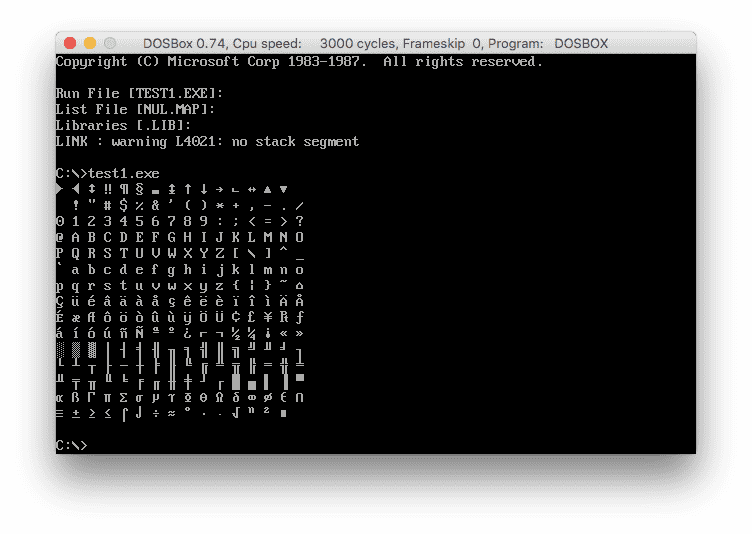 DOSBox 0.74, Cpu speed:     3000 cycles, Frameskip  0, Program:   DOSBOX
Copyright (C) Microsoft Corp 1983-1987.  All rights reserved.
Run File [TEST1.EXE]:
List File [NUL.MAP]:
Libraries [.LIB]:
LINK : warning L4021: no stack segment
C:\>test1.exe
► ◄ ↕ ‼ ¶ § ▬ ↨ ↑ ↓ → ∟ ↔ ▲ ▼
  ! " # $ % & ' ( ) * + , - . /
0 1 2 3 4 5 6 7 8 9 : ; < = > ?
@ A B C D E F G H I J K L M N O
P Q R S T U V W X Y Z [ \ ] ^ _
` a b c d e f g h i j k l m n o
p q r s t u v w x y z { ¦ } ~ ⌂
Ç ü é â ä à å ç ê ë è ï î ì Ä Å
É æ Æ ô ö ò û ù ÿ Ö Ü ¢ £ ¥ ₧ ƒ
á í ó ú ñ Ñ ª º ¿ ⌐ ¬ ½ ¼ ¡ « »
░ ▒ ▓ │ ┤ ╡ ╢ ╖ ╕ ╣ ║ ╗ ╝ ╜ ╛ ┐
└ ┴ ┬ ├ ─ ┼ ╞ ╟ ╚ ╔ ╩ ╦ ╠ ═ ╬ ╧
╨ ╤ ╥ ╙ ╘ ╒ ╓ ╫ ╪ ┘ ┌ █ ▄ ▌ ▐ ▀
α ß Γ π Σ σ µ τ Φ Θ Ω δ ∞ φ ε ∩
≡ ± ≥ ≤ ⌠ ⌡ ÷ ≈ ° ∙ · √ ⁿ ² ■
C:\>